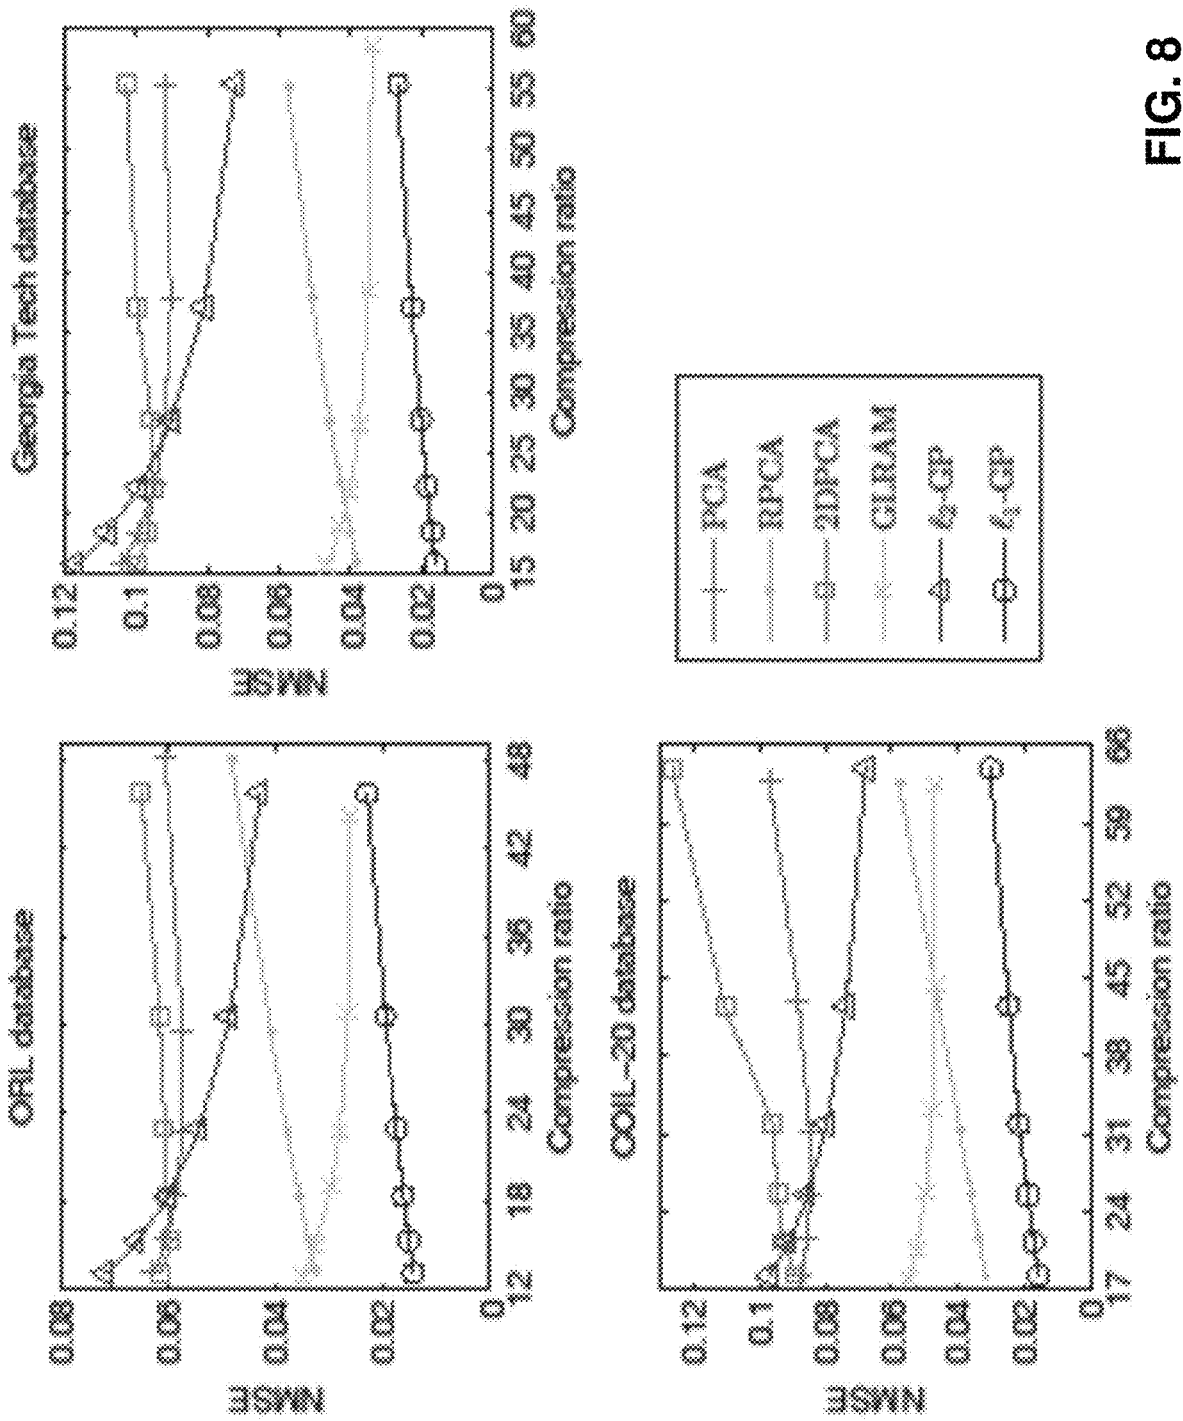 ORL database
NMSE
0.08
0.06
0.04
0.02
0
12
18
24
30
36
42
48
Compression ratio
Georgia Tech database
NMSE
0.12
0.1
0.08
0.06
0.04
0.02
0
15
20
25
30
35
40
45
50
55
60
Compression ratio
COIL-20 database
NMSE
0.12
0.1
0.08
0.06
0.04
0.02
0
17
24
31
38
45
52
59
66
Compression ratio
PCA
RPCA
2DPCA
GLRAM
ℓ₂-GP
ℓ₁-GP
FIG. 8